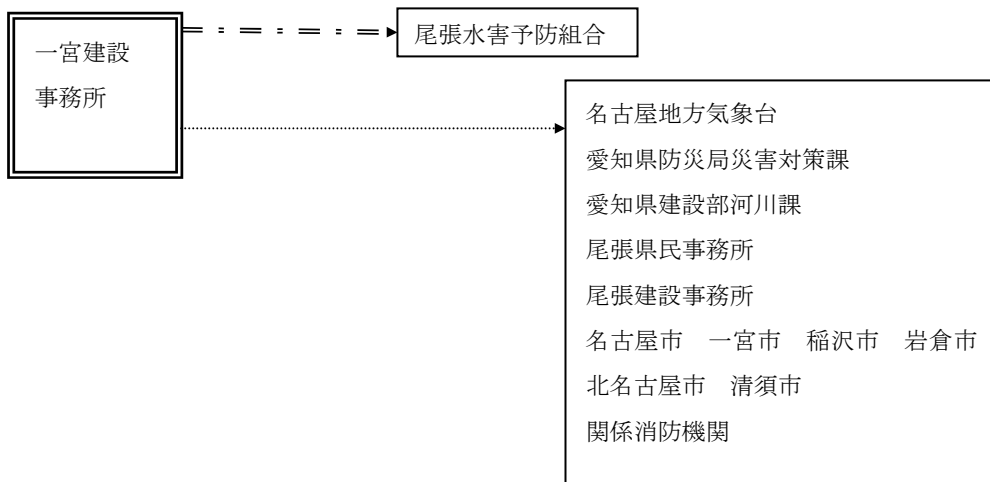 一宮建設
事務所
尾張水害予防組合
名古屋地方気象台
愛知県防災局災害対策課
愛知県建設部河川課
尾張県民事務所
尾張建設事務所
名古屋市　一宮市　稲沢市　岩倉市
北名古屋市　清須市
関係消防機関